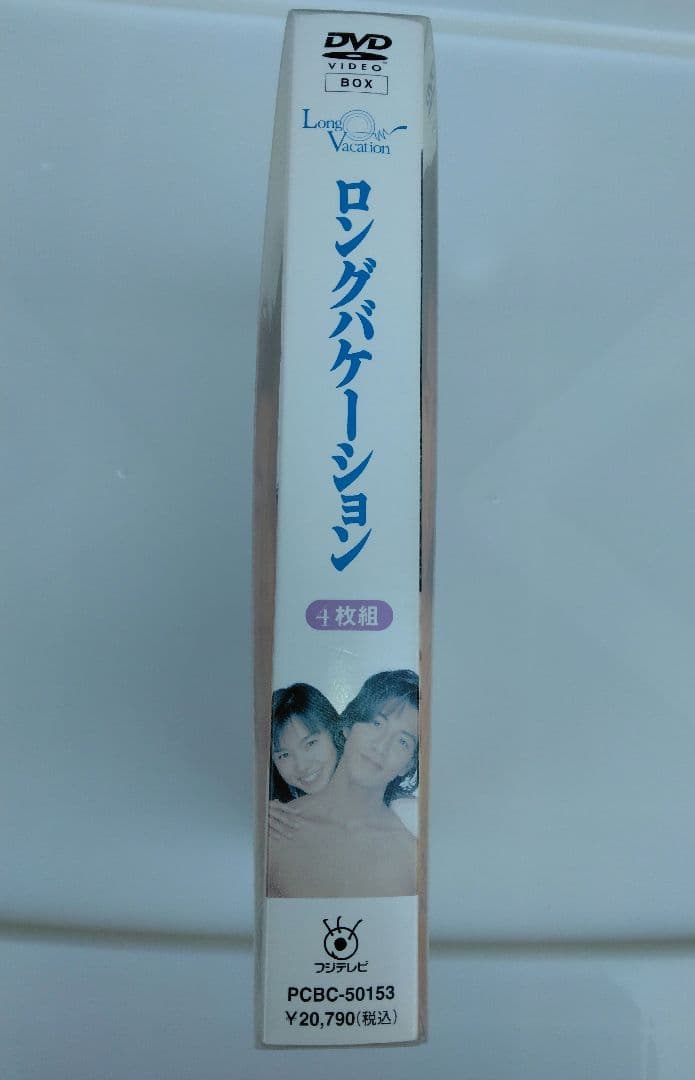 DVD
VIDEO
BOX
Long
Vacation
ロングバケーション
4枚組
フジテレビ
PCBC-50153
¥20,790(税込)